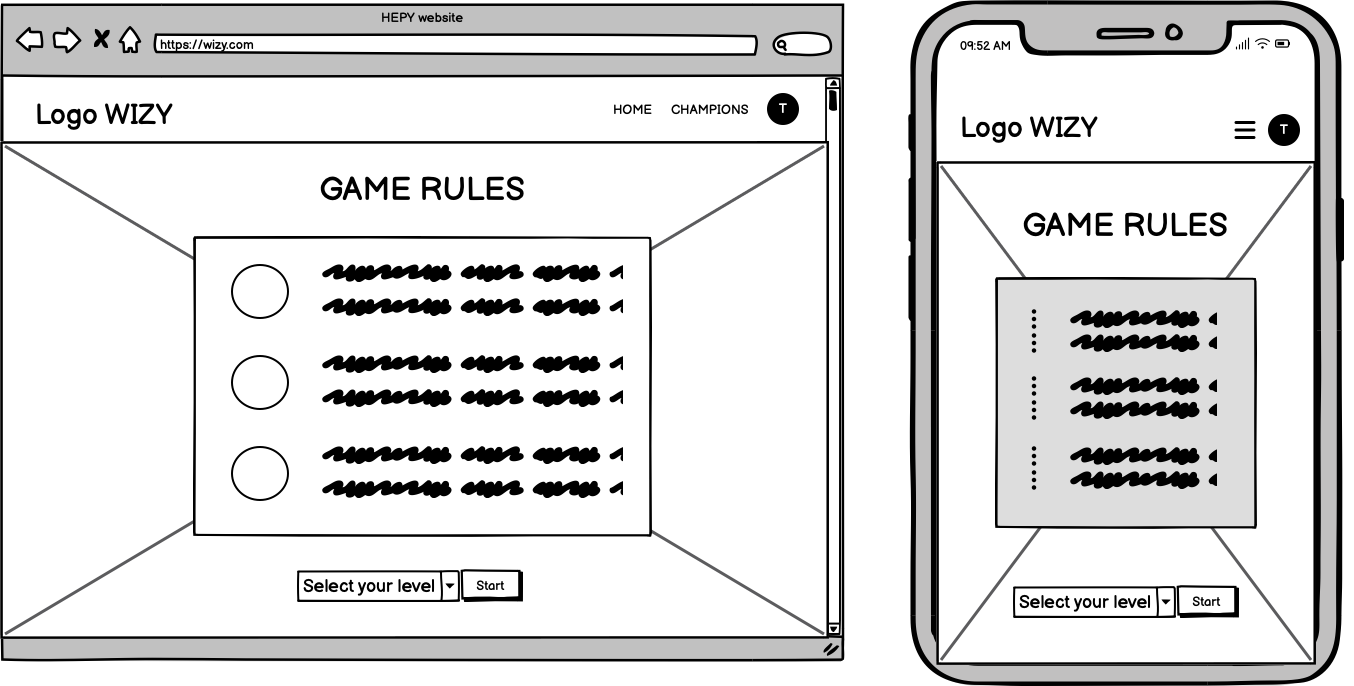 HEPY website
https://wizy.com
Logo WIZY
HOME CHAMPIONS T
GAME RULES
Select your level
Start
09:52 AM
Logo WIZY
T
GAME RULES
Select your level
Start